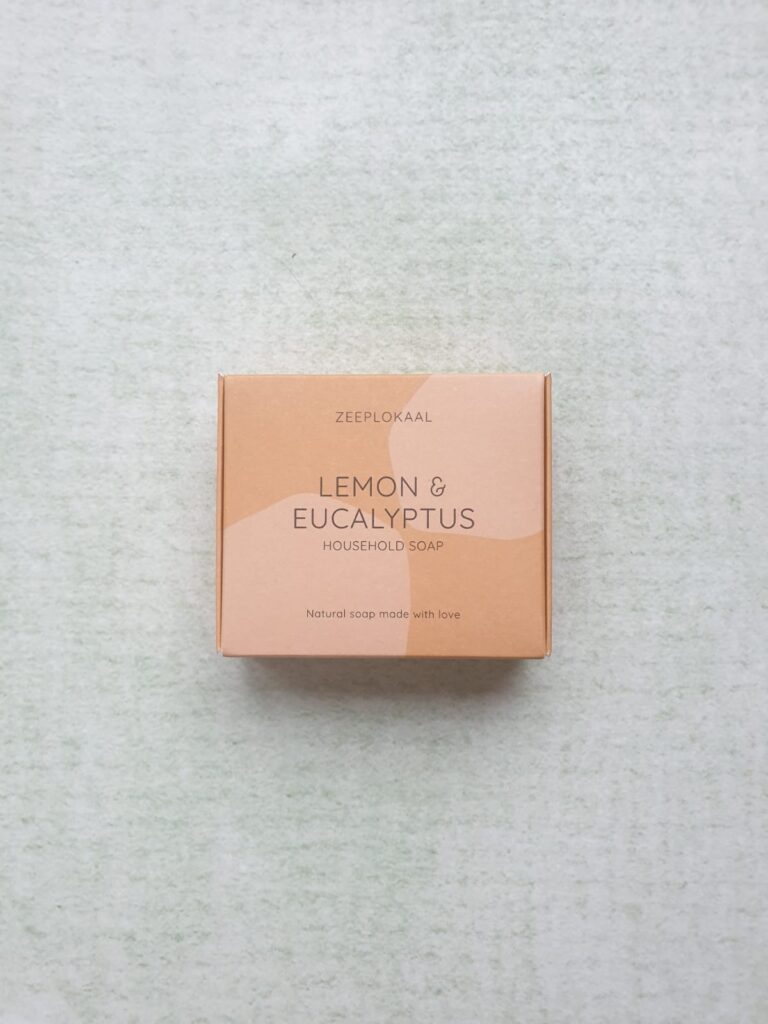 ZEEPLOKAAL
LEMON &
EUCALYPTUS
HOUSEHOLD SOAP
Natural soap made with love